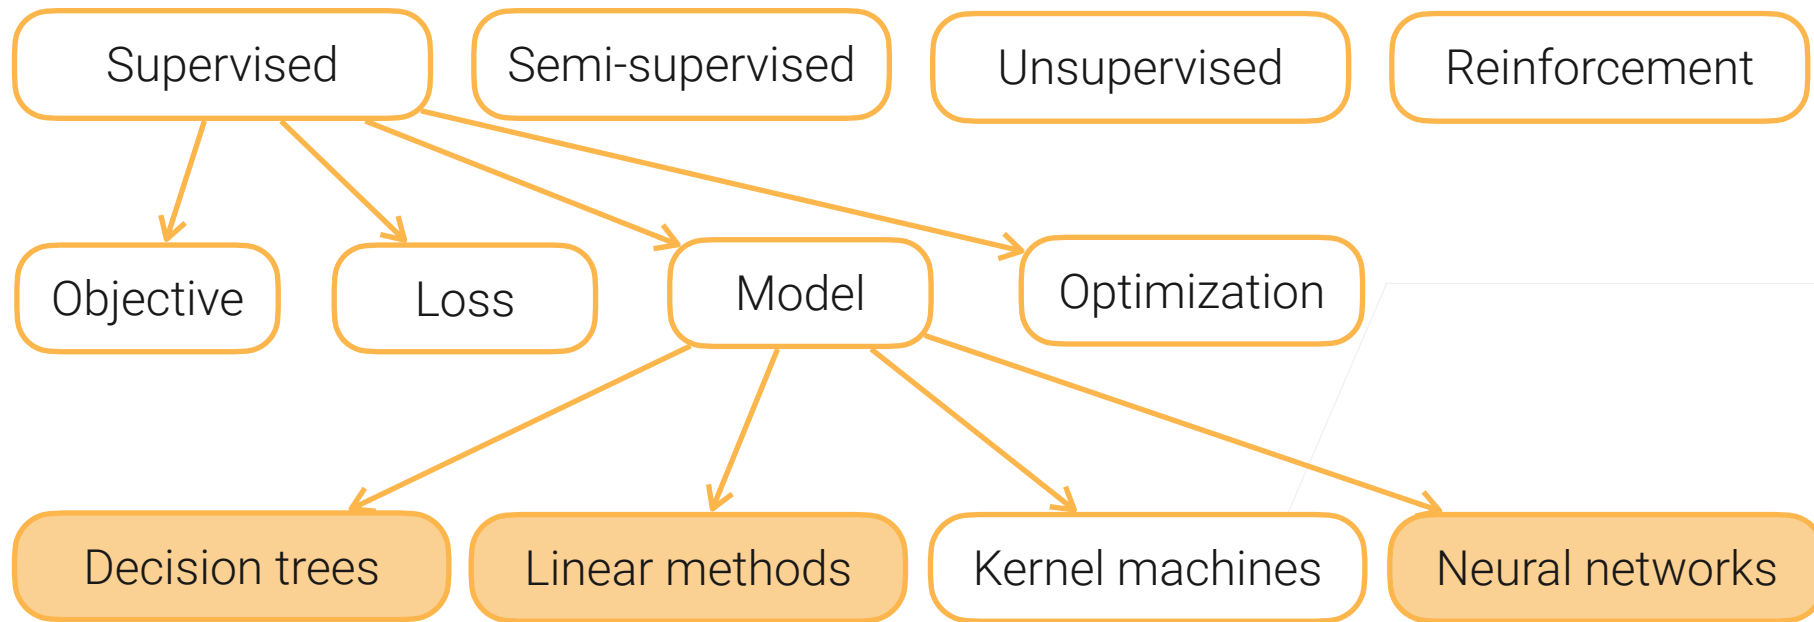 Supervised
Semi-supervised
Unsupervised
Reinforcement
Objective
Loss
Model
Optimization
Decision trees
Linear methods
Kernel machines
Neural networks